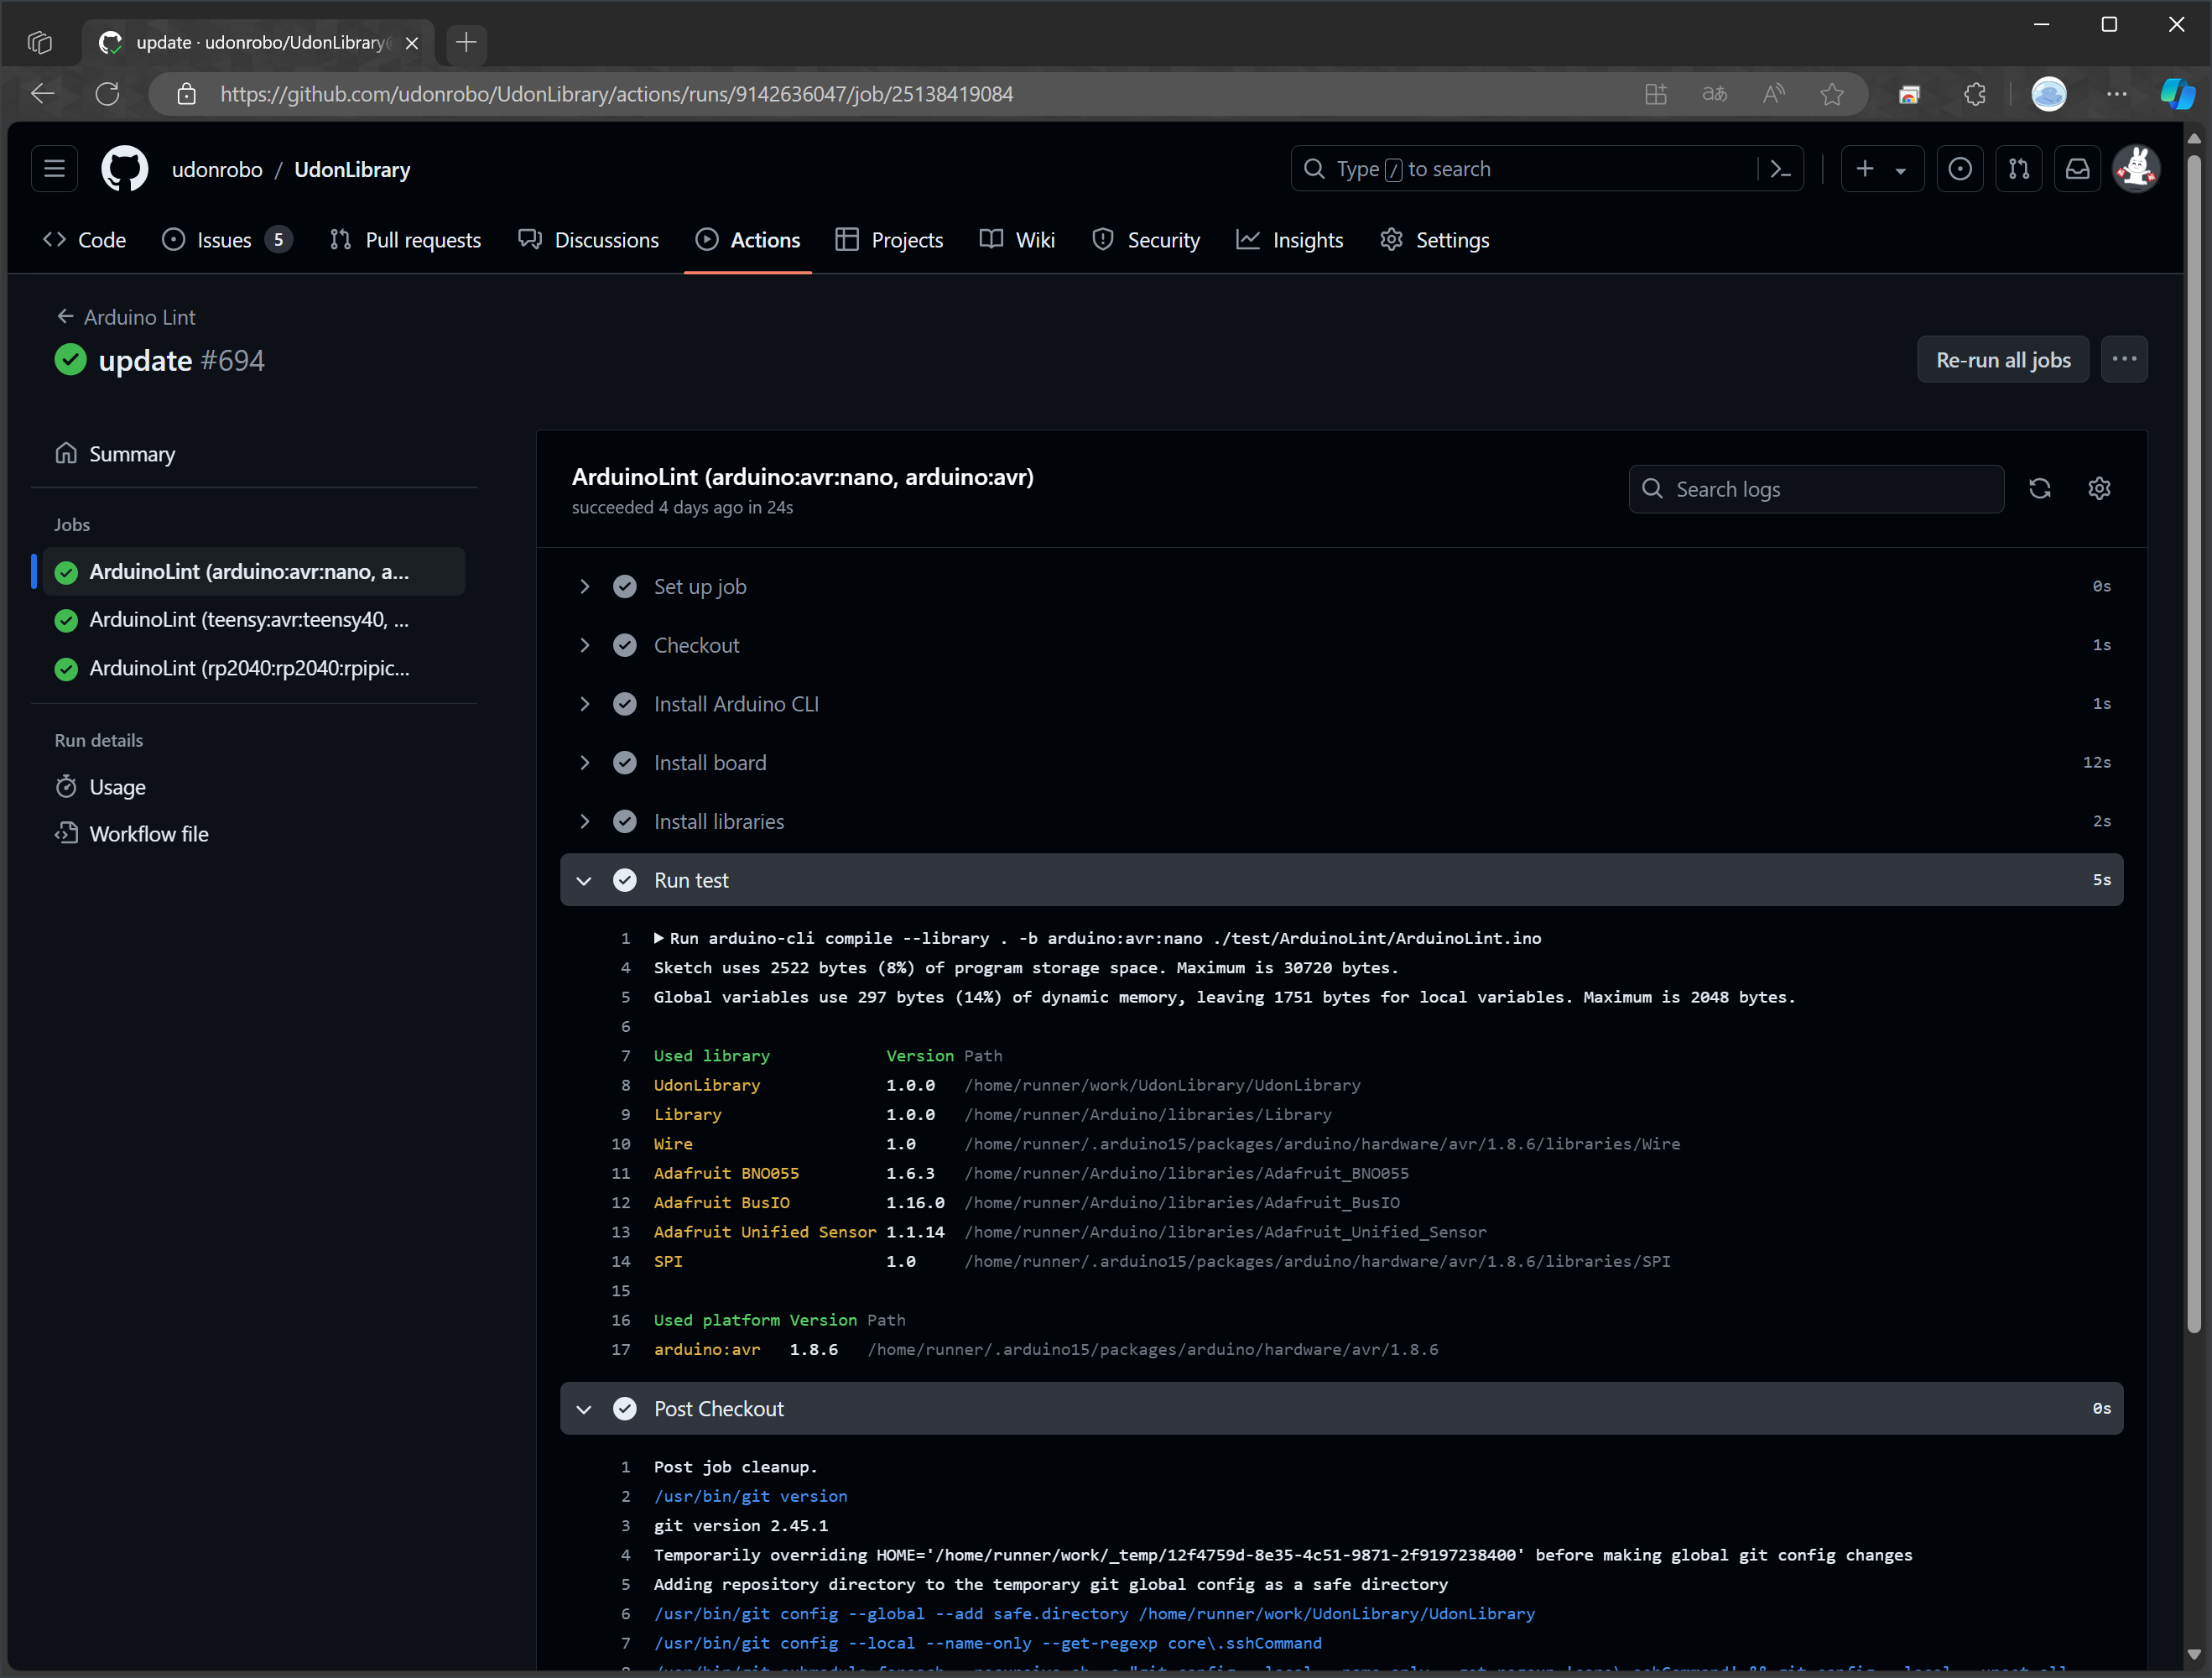 update · udonrobo/UdonLibrary@
https://github.com/udonrobo/UdonLibrary/actions/runs/9142636047/job/25138419084
aあ
udonrobo / UdonLibrary
Type / to search
Code
Issues 5
Pull requests
Discussions
Actions
Projects
Wiki
Security
Insights
Settings
Arduino Lint
update #694
Re-run all jobs
Summary
Jobs
ArduinoLint (arduino:avr:nano, a...
ArduinoLint (teensy:avr:teensy40, ...
ArduinoLint (rp2040:rp2040:rpipic...
Run details
Usage
Workflow file
ArduinoLint (arduino:avr:nano, arduino:avr)
succeeded 4 days ago in 24s
Search logs
Set up job 0s
Checkout 1s
Install Arduino CLI 1s
Install board 12s
Install libraries 2s
Run test 5s
1 Run arduino-cli compile --library . -b arduino:avr:nano ./test/ArduinoLint/ArduinoLint.ino
4 Sketch uses 2522 bytes (8%) of program storage space. Maximum is 30720 bytes.
5 Global variables use 297 bytes (14%) of dynamic memory, leaving 1751 bytes for local variables. Maximum is 2048 bytes.
6
7 Used library Version Path
8 UdonLibrary 1.0.0 /home/runner/work/UdonLibrary/UdonLibrary
9 Library 1.0.0 /home/runner/Arduino/libraries/Library
10 Wire 1.0 /home/runner/.arduino15/packages/arduino/hardware/avr/1.8.6/libraries/Wire
11 Adafruit BNO055 1.6.3 /home/runner/Arduino/libraries/Adafruit_BNO055
12 Adafruit BusIO 1.16.0 /home/runner/Arduino/libraries/Adafruit_BusIO
13 Adafruit Unified Sensor 1.1.14 /home/runner/Arduino/libraries/Adafruit_Unified_Sensor
14 SPI 1.0 /home/runner/.arduino15/packages/arduino/hardware/avr/1.8.6/libraries/SPI
15
16 Used platform Version Path
17 arduino:avr 1.8.6 /home/runner/.arduino15/packages/arduino/hardware/avr/1.8.6
Post Checkout 0s
1 Post job cleanup.
2 /usr/bin/git version
3 git version 2.45.1
4 Temporarily overriding HOME='/home/runner/work/_temp/12f4759d-8e35-4c51-9871-2f9197238400' before making global git config changes
5 Adding repository directory to the temporary git global config as a safe directory
6 /usr/bin/git config --global --add safe.directory /home/runner/work/UdonLibrary/UdonLibrary
7 /usr/bin/git config --local --name-only --get-regexp core\.sshCommand